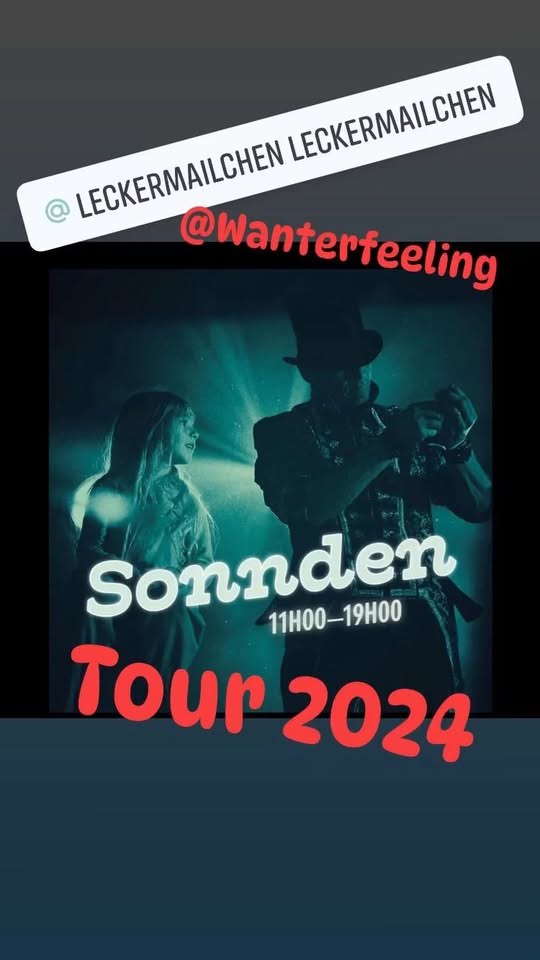 @ LECKERMAILCHEN LECKERMAILCHEN
@Wanterfeeling
Sonnden
11H00–19H00
Tour 2024